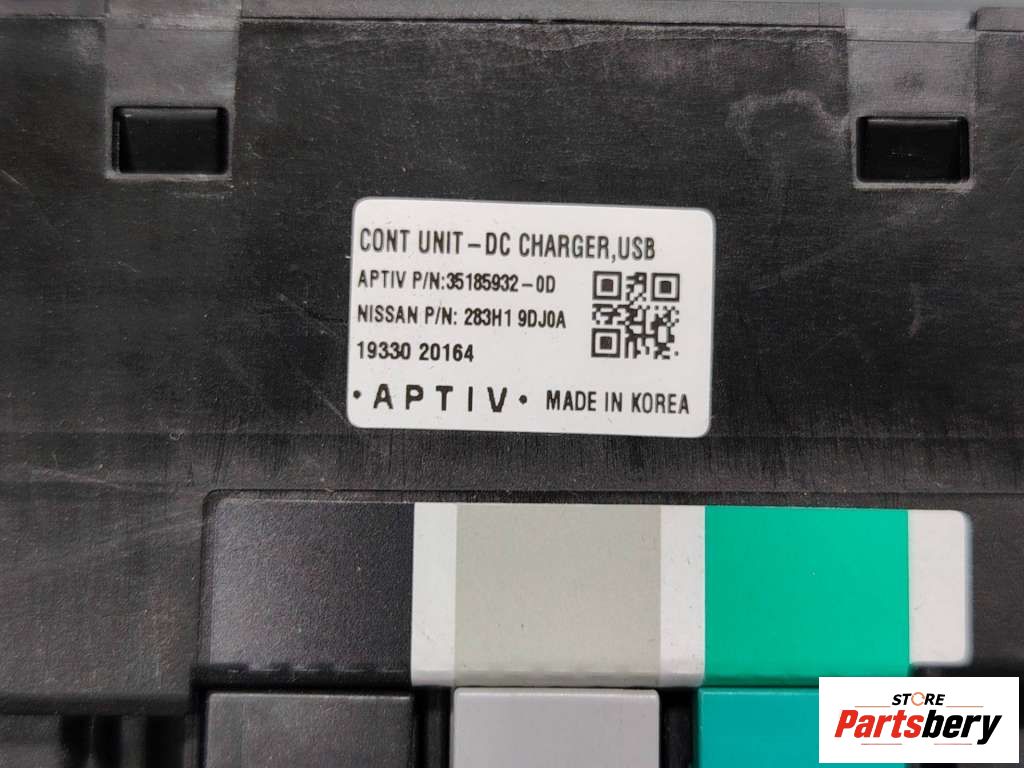 CONT UNIT-DC CHARGER,USB
APTIV P/N:35185932-0D
NISSAN P/N: 283H1 9DJ0A
19330 20164
• APTIV • MADE IN KOREA
STORE
Partsbery